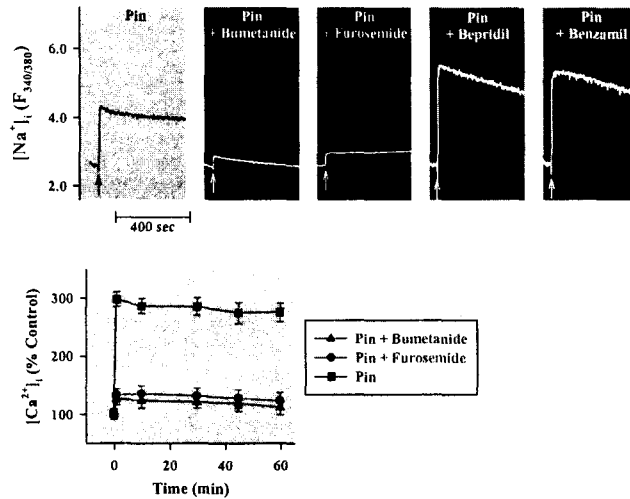 Pin
Pin + Bumetanide
Pin + Furosemide
Pin + Bepridil
Pin + Benzamil
[Na+]i (F340/380)
6.0
4.0
2.0
400 sec
[Ca2+]i (% Control)
300
200
100
0
20
40
60
Time (min)
Pin + Bumetanide
Pin + Furosemide
Pin